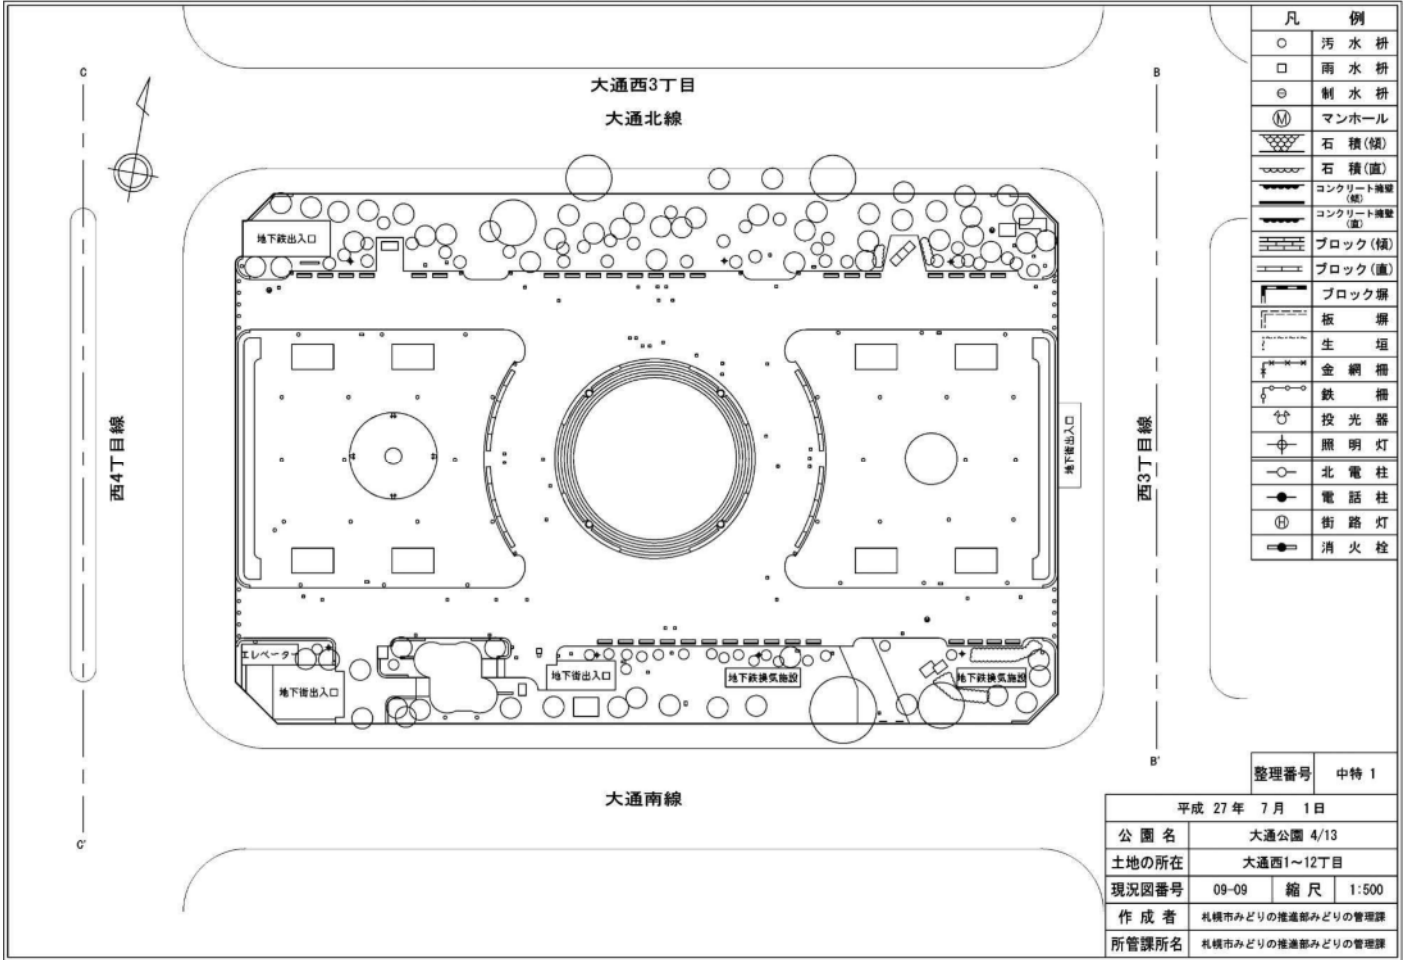 大通西3丁目
大通北線
C
B
地下鉄出入口
西4丁目線
地下街出入口
西3丁目線
エレベーター
地下街出入口
地下街出入口
地下鉄換気施設
地下鉄換気施設
大通南線
C'
B'
凡 例
汚水枡
雨水枡
制水枡
Ⓜ マンホール
石積(傾)
石積(直)
コンクリート擁壁(傾)
コンクリート擁壁(直)
ブロック(傾)
ブロック(直)
ブロック塀
板塀
生垣
金網柵
鉄柵
投光器
照明灯
北電柱
電話柱
Ⓗ 街路灯
消火栓
整理番号 中特 1
平成 27年 7月 1日
公園名 大通公園 4/13
土地の所在 大通西1～12丁目
現況図番号 09-09 縮尺 1:500
作成者 札幌市みどりの推進部みどりの管理課
所管課所名 札幌市みどりの推進部みどりの管理課